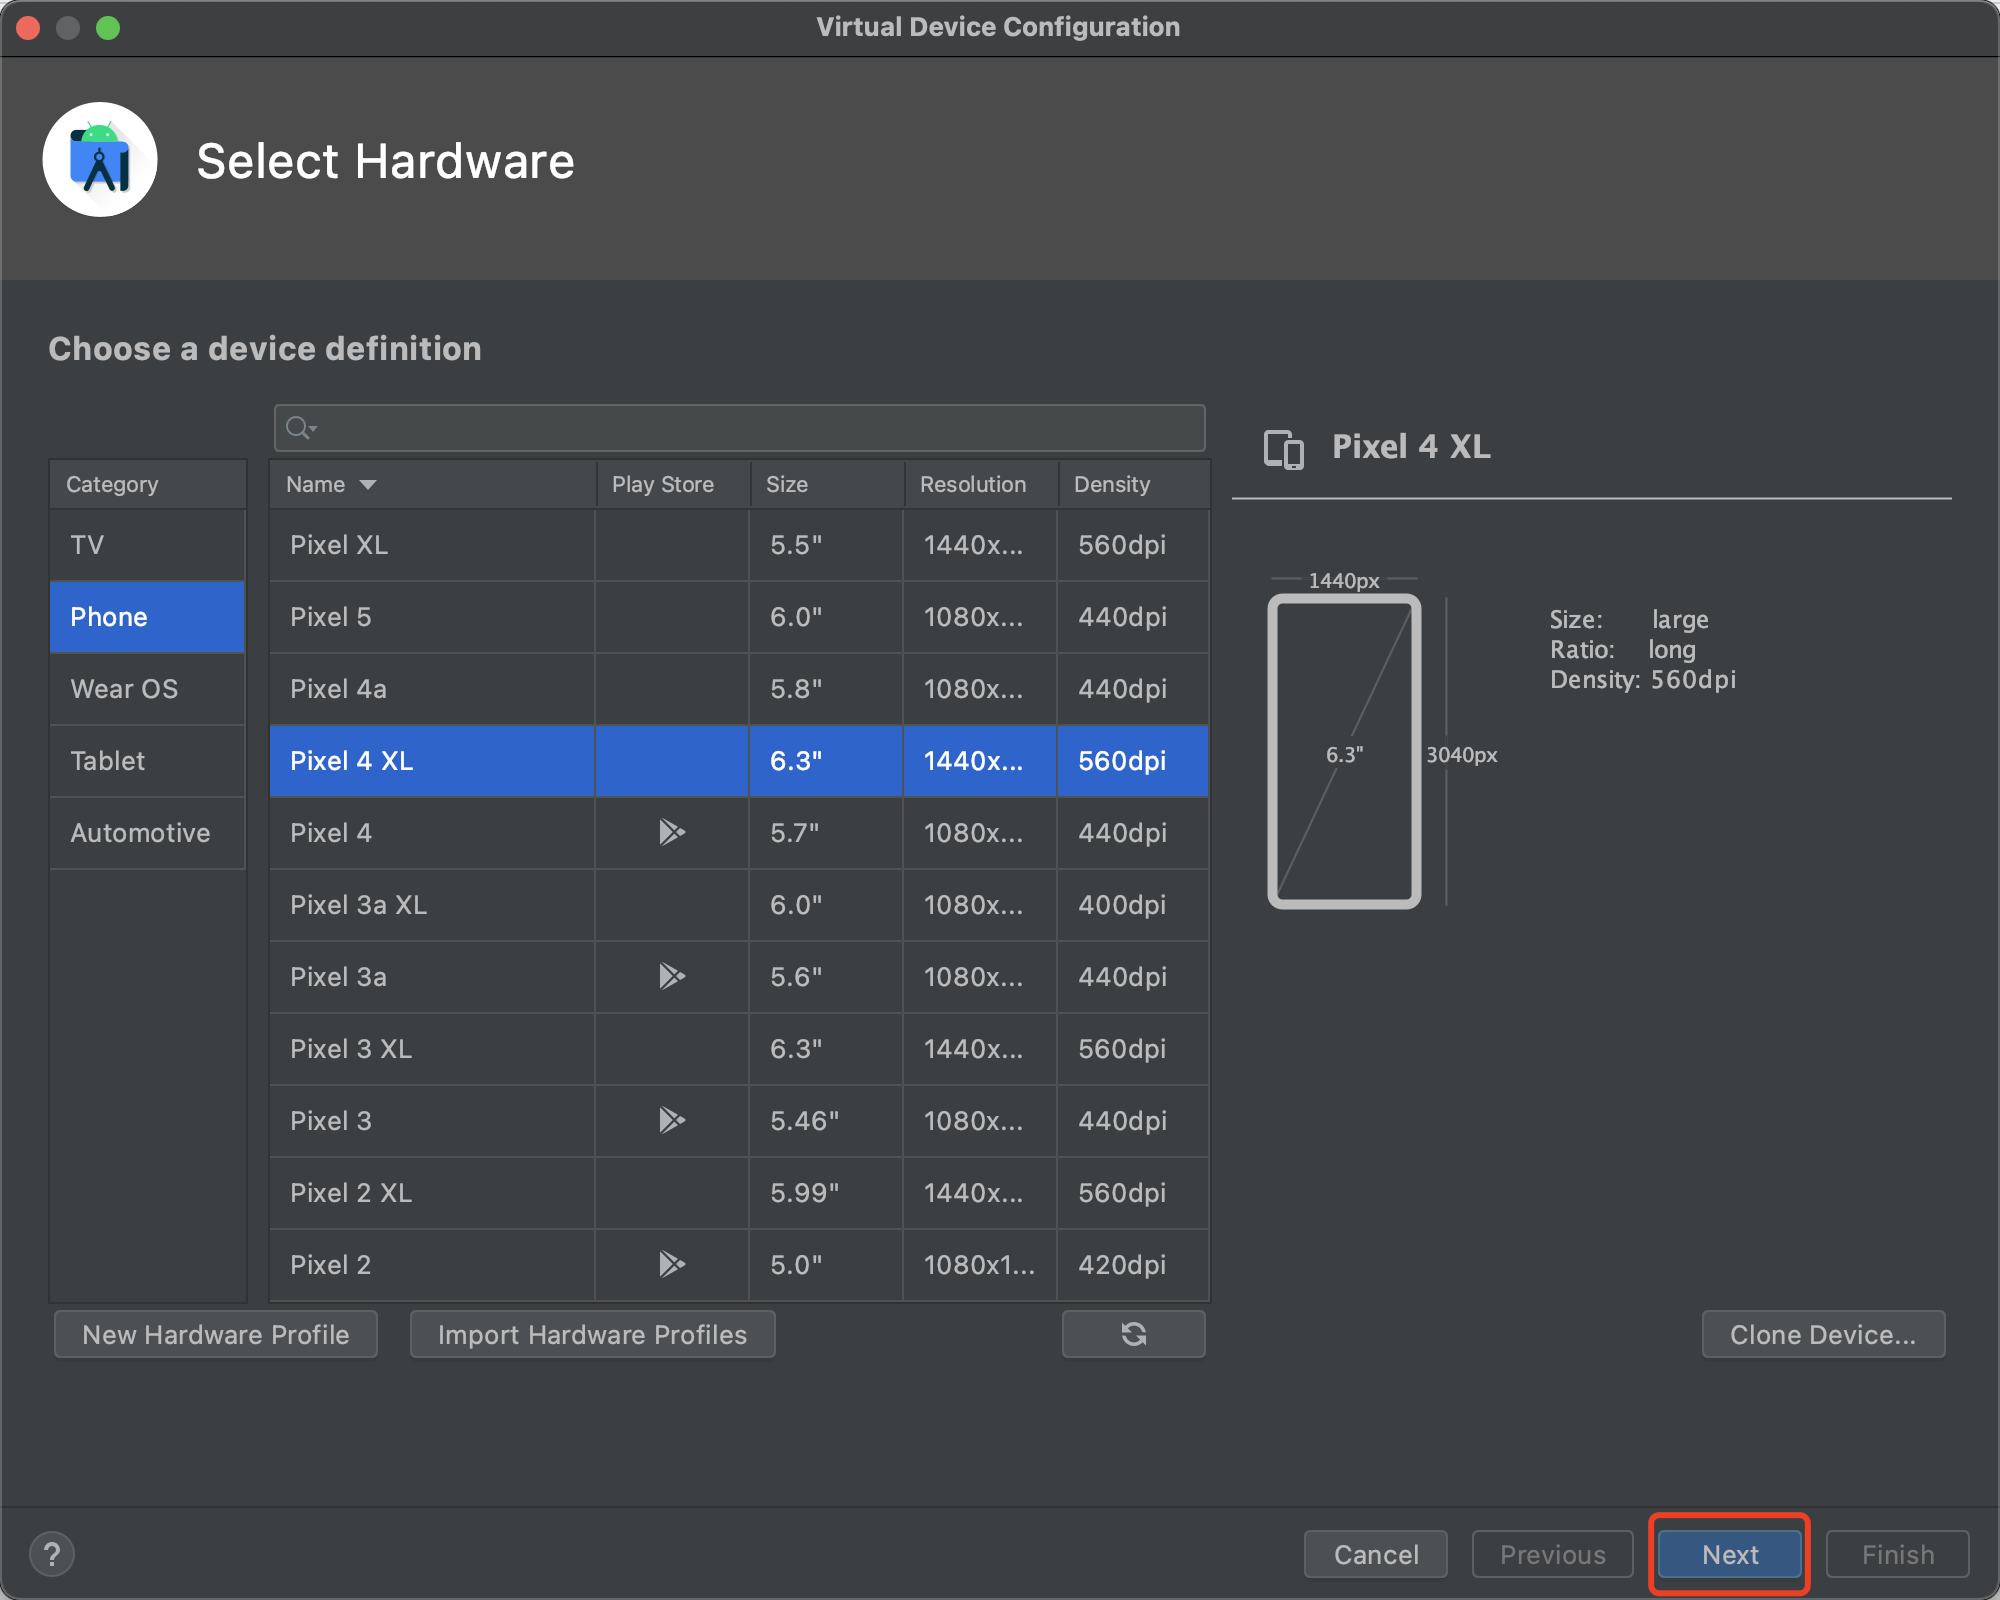 Virtual Device Configuration
Select Hardware
Choose a device definition
Category
TV
Phone
Wear OS
Tablet
Automotive
Name Play Store Size Resolution Density
Pixel XL 5.5" 1440x... 560dpi
Pixel 5 6.0" 1080x... 440dpi
Pixel 4a 5.8" 1080x... 440dpi
Pixel 4 XL 6.3" 1440x... 560dpi
Pixel 4 5.7" 1080x... 440dpi
Pixel 3a XL 6.0" 1080x... 400dpi
Pixel 3a 5.6" 1080x... 440dpi
Pixel 3 XL 6.3" 1440x... 560dpi
Pixel 3 5.46" 1080x... 440dpi
Pixel 2 XL 5.99" 1440x... 560dpi
Pixel 2 5.0" 1080x1... 420dpi
Pixel 4 XL
1440px
6.3"
3040px
Size: large
Ratio: long
Density: 560dpi
New Hardware Profile
Import Hardware Profiles
Clone Device...
?
Cancel
Previous
Next
Finish